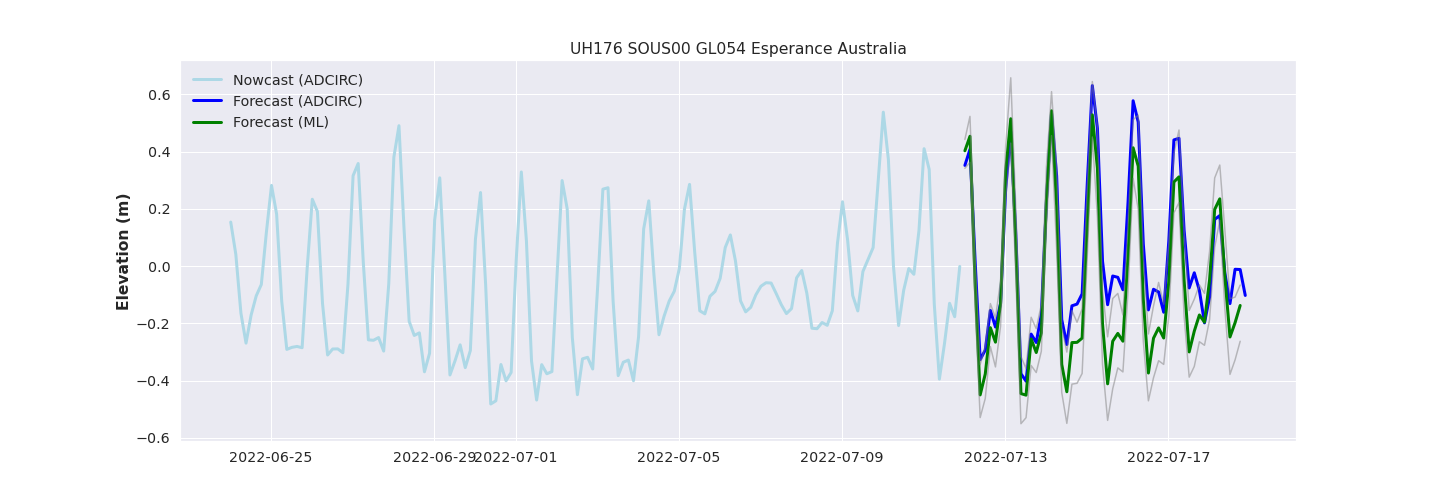 UH176 SOUS00 GL054 Esperance Australia
Nowcast (ADCIRC)
Forecast (ADCIRC)
Forecast (ML)
Elevation (m)
0.6
0.4
0.2
0.0
−0.2
−0.4
−0.6
2022-06-25 2022-06-29 2022-07-01 2022-07-05 2022-07-09 2022-07-13 2022-07-17